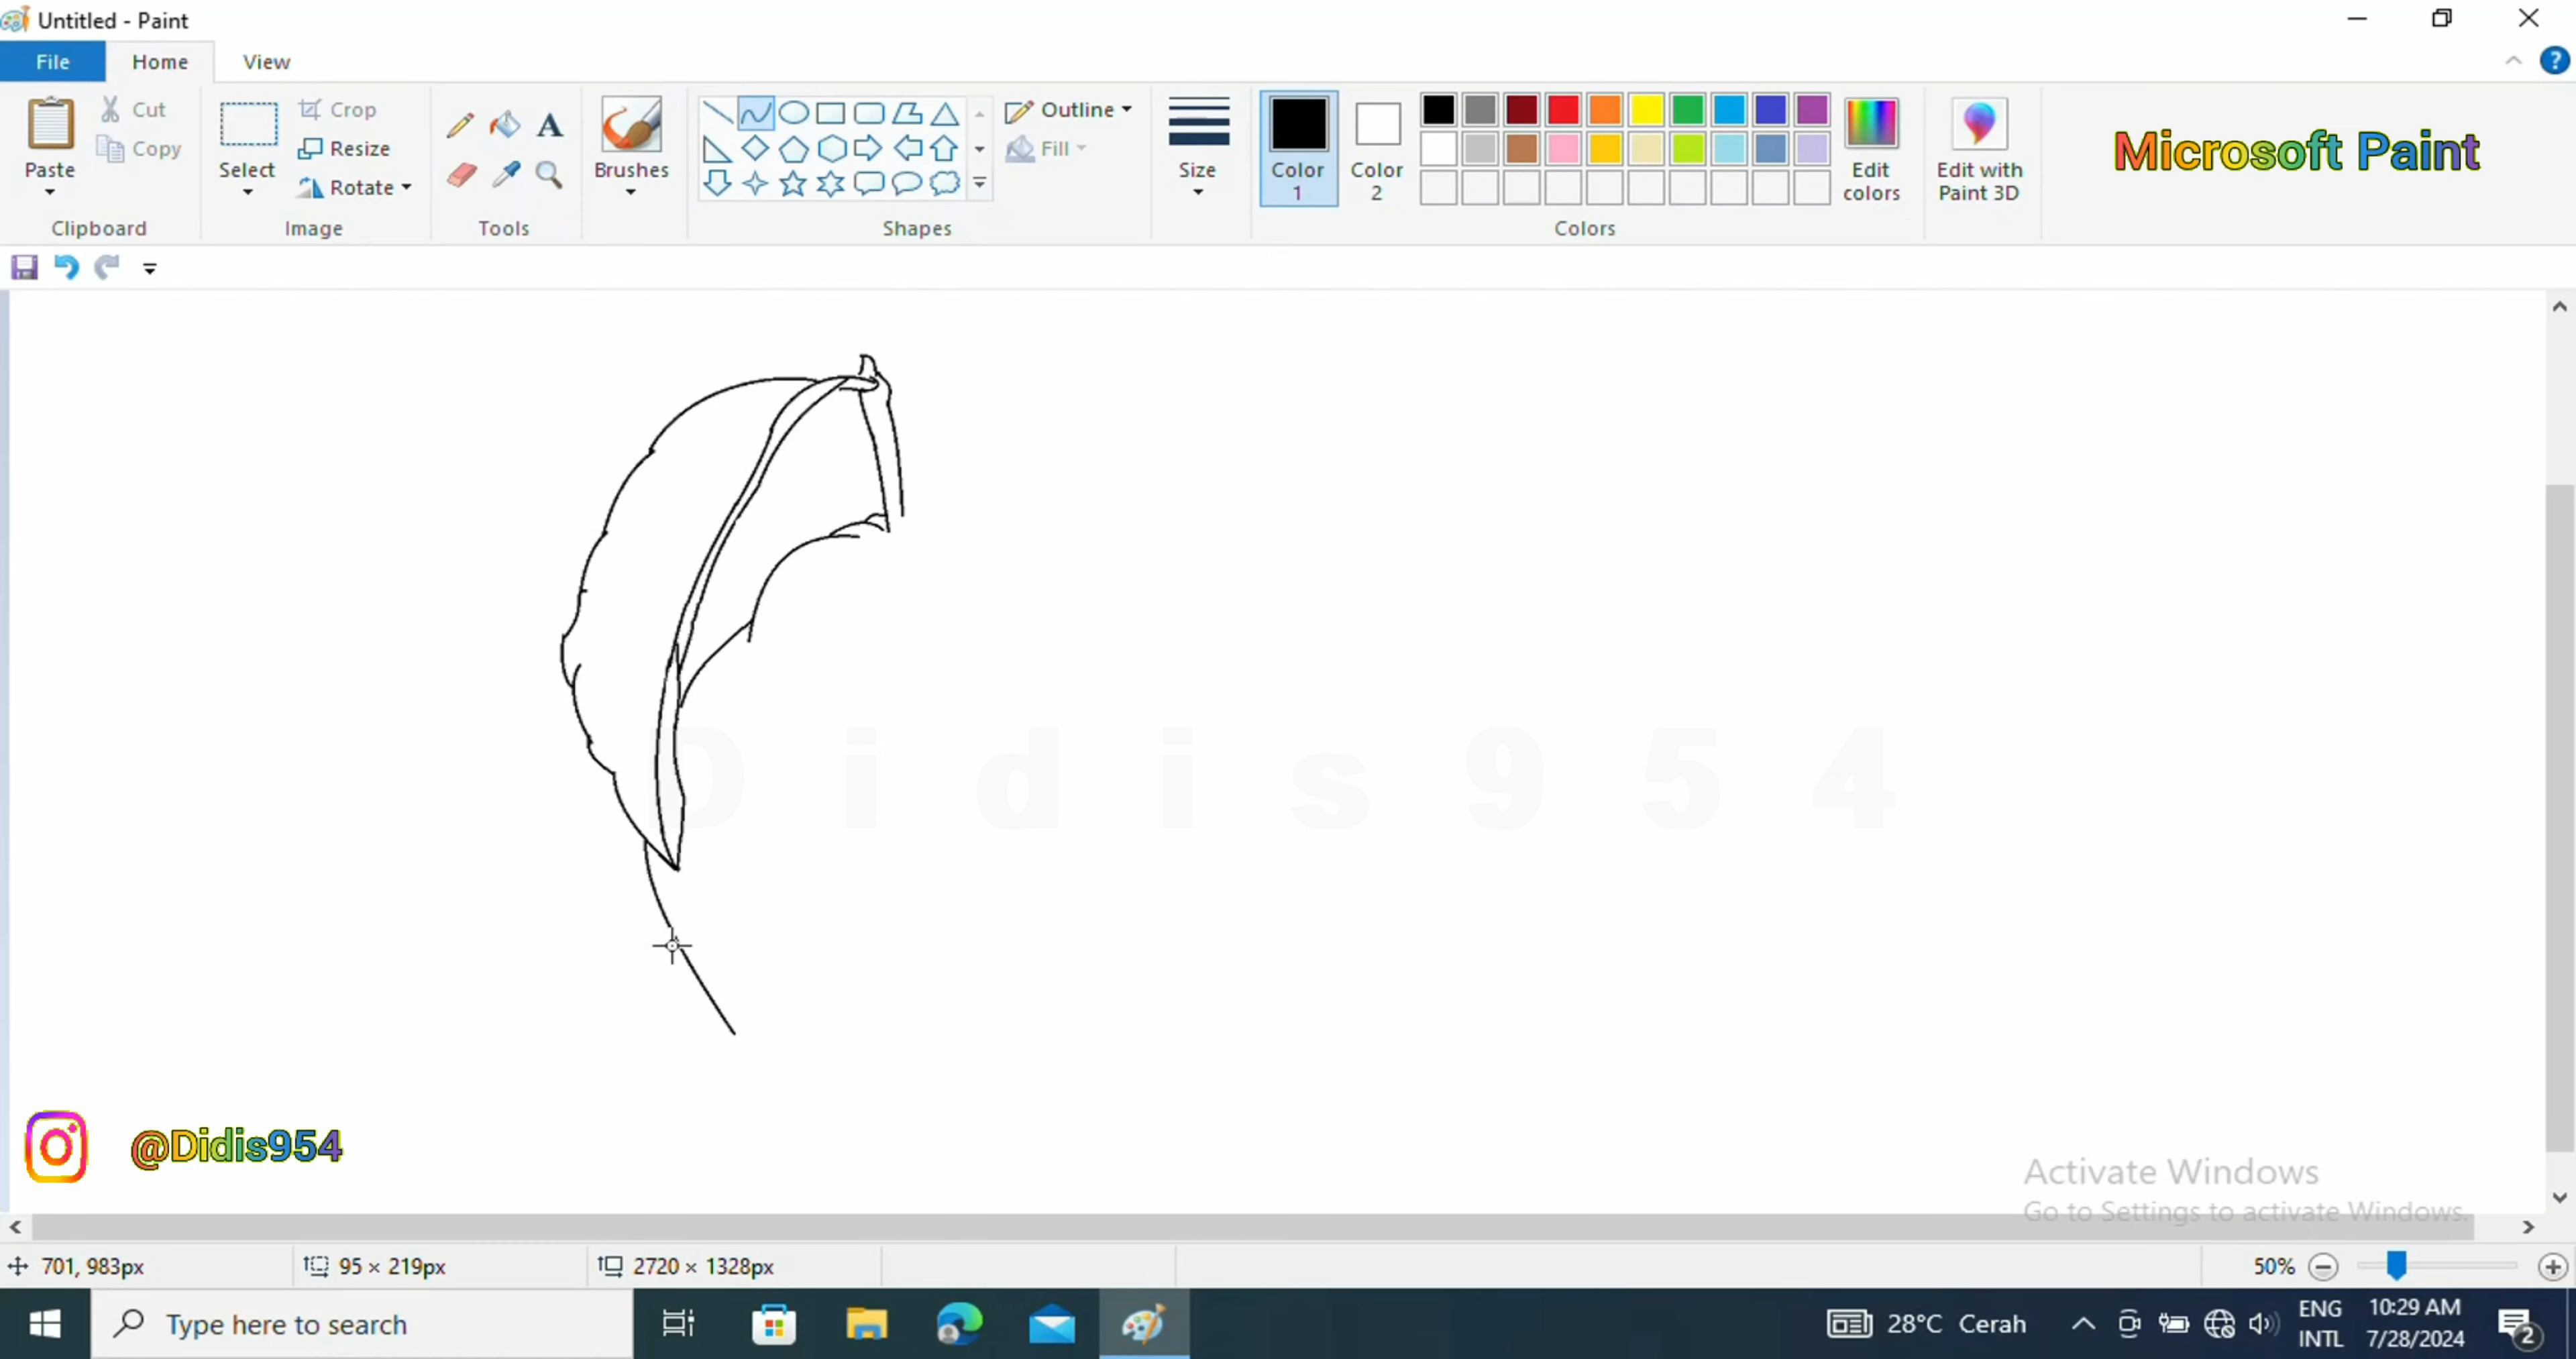 Untitled - Paint
File Home View
Paste Cut Copy Clipboard
Select Crop Resize Rotate Image
A
Tools
Brushes
Outline Fill Shapes
Size
Color 1
Color 2
Edit colors
Colors
Edit with Paint 3D
Microsoft Paint
?
Didis954
@Didis954
Activate Windows
Go to Settings to activate Windows.
701, 983px 95 × 219px 2720 × 1328px 50%
Type here to search 28°C Cerah ENG INTL 10:29 AM 7/28/2024 2